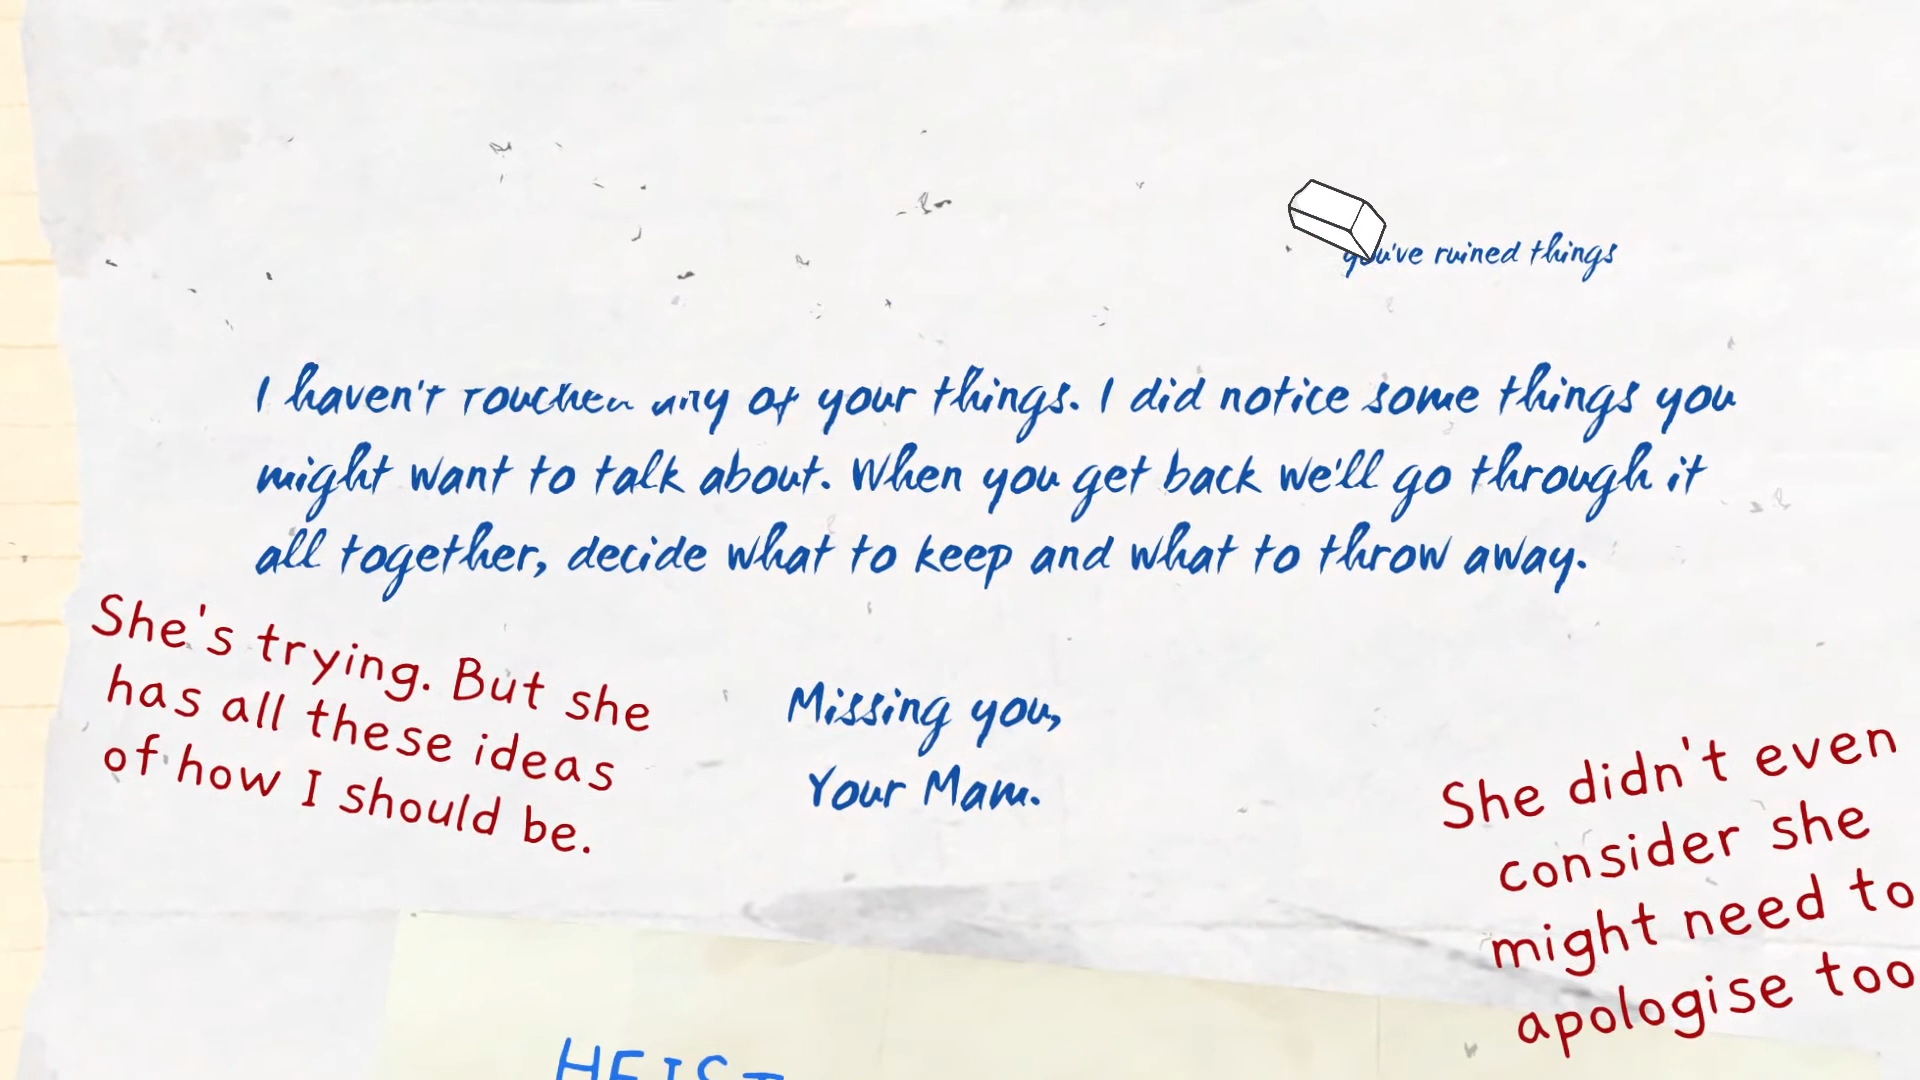 you've ruined things
I haven't touched any of your things. I did notice some things you
might want to talk about. When you get back we'll go through it
all together, decide what to keep and what to throw away.
She's trying. But she
has all these ideas
of how I should be.
Missing you,
Your Mam.
She didn't even
consider she
might need to
apologise too
HEIST